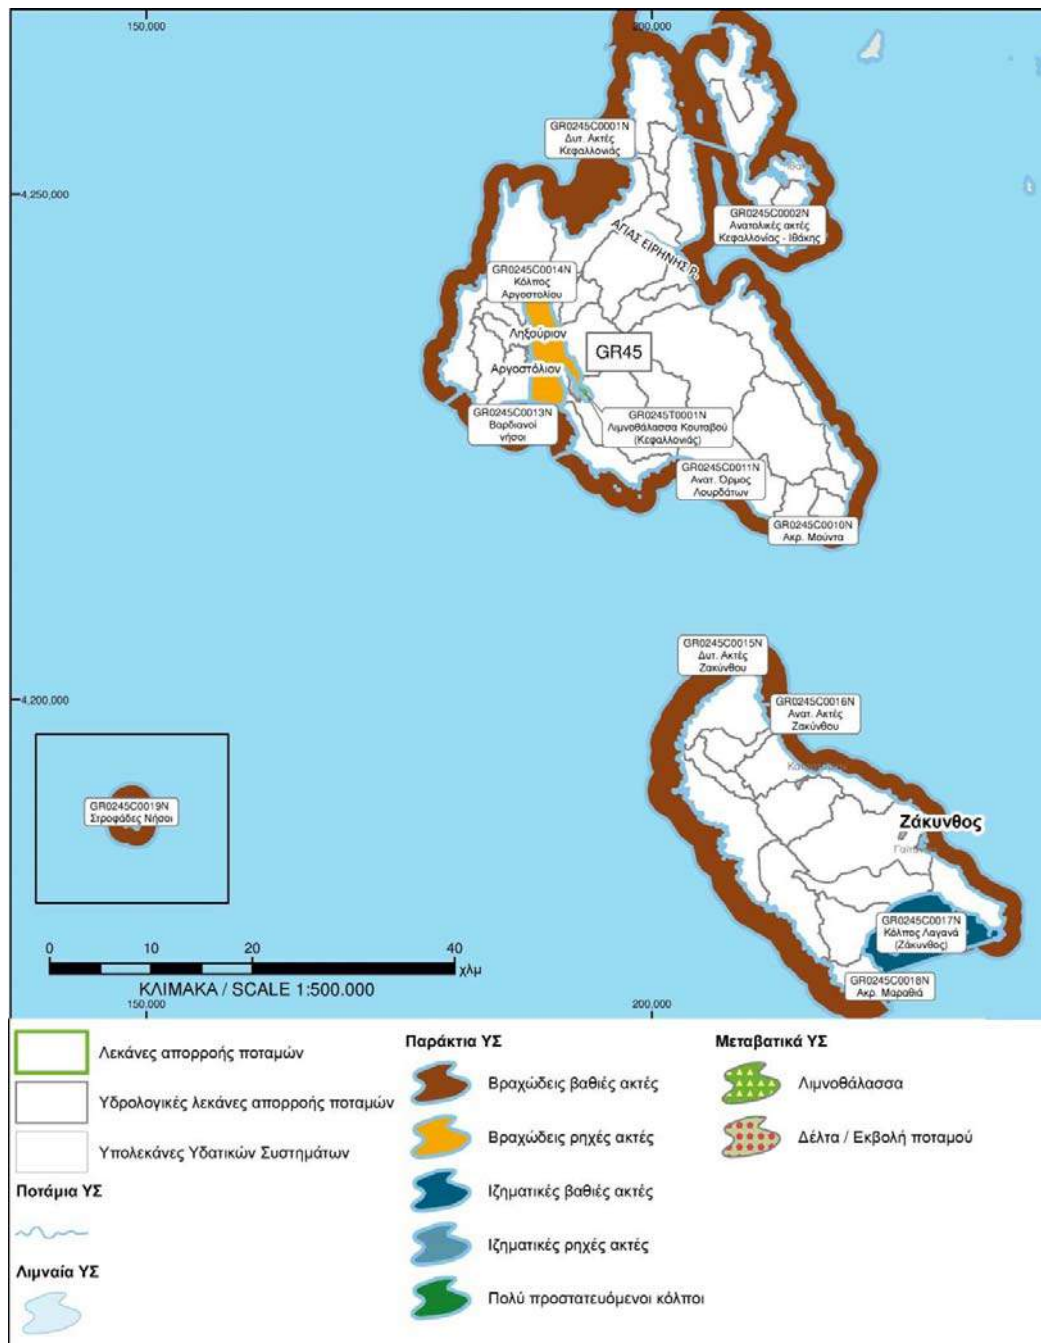 150,000
200,000
GR0245C0001N
Δυτ. Ακτές
Κεφαλλονιάς
4,250,000
GR0245C0002N
Ανατολικές ακτές
Κεφαλλονίας - Ιθάκης
ΑΓΙΑΣ ΕΙΡΗΝΗΣ Ρ.
GR0245C0014N
Κόλπος
Αργοστολίου
Ληξούριον
GR45
Αργοστόλιον
GR0245C0013N
Βαρδιανοί
νήσοι
GR0245T0001N
Λιμνοθάλασσα Κουταβού
(Κεφαλλονιάς)
GR0245C0011N
Ανατ. Όρμος
Λουρδάτων
GR0245C0010N
Ακρ. Μούντα
GR0245C0015N
Δυτ. Ακτές
Ζακύνθου
4,200,000
GR0245C0016N
Ανατ. Ακτές
Ζακύνθου
GR0245C0019N
Στροφάδες Νήσοι
Ζάκυνθος
GR0245C0017N
Κόλπος Λαγανά
(Ζάκυνθος)
GR0245C0018N
Ακρ. Μαραθιά
0 10 20 40
χλμ
ΚΛΙΜΑΚΑ / SCALE 1:500.000
150,000
200,000
Λεκάνες απορροής ποταμών
Υδρολογικές λεκάνες απορροής ποταμών
Υπολεκάνες Υδατικών Συστημάτων
Ποτάμια ΥΣ
Λιμναία ΥΣ
Παράκτια ΥΣ
Βραχώδεις βαθιές ακτές
Βραχώδεις ρηχές ακτές
Ιζηματικές βαθιές ακτές
Ιζηματικές ρηχές ακτές
Πολύ προστατευόμενοι κόλποι
Μεταβατικά ΥΣ
Λιμνοθάλασσα
Δέλτα / Εκβολή ποταμού